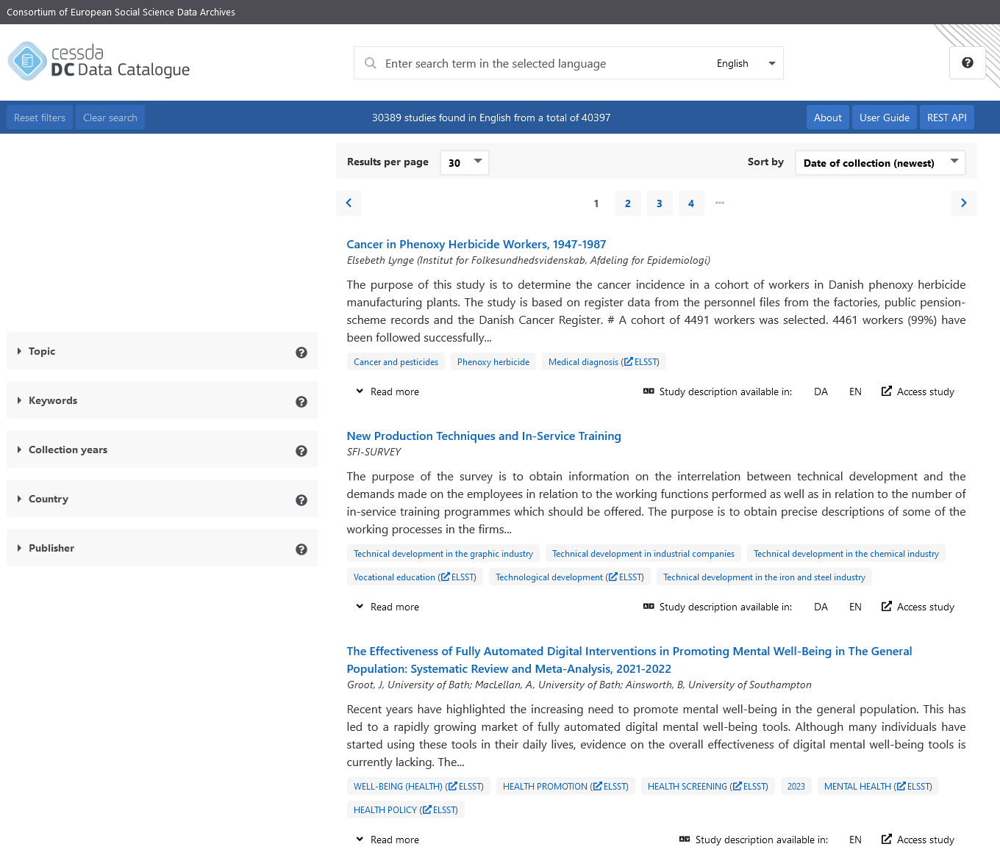 Consortium of European Social Science Data Archives
cessda
DC Data Catalogue
Enter search term in the selected language
English
Reset filters
Clear search
30389 studies found in English from a total of 40397
About
User Guide
REST API
Results per page
30
Sort by
Date of collection (newest)
1
2
3
4
Topic
Keywords
Collection years
Country
Publisher
Cancer in Phenoxy Herbicide Workers, 1947-1987
Elsebeth Lynge (Institut for Folkesundhedsvidenskab, Afdeling for Epidemiologi)
The purpose of this study is to determine the cancer incidence in a cohort of workers in Danish phenoxy herbicide
manufacturing plants. The study is based on register data from the personnel files from the factories, public pension-
scheme records and the Danish Cancer Register. # A cohort of 4491 workers was selected. 4461 workers (99%) have
been followed successfully...
Cancer and pesticides
Phenoxy herbicide
Medical diagnosis (ELSST)
Read more
Study description available in:
DA
EN
Access study
New Production Techniques and In-Service Training
SFI-SURVEY
The purpose of the survey is to obtain information on the interrelation between technical development and the
demands made on the employees in relation to the working functions performed as well as in relation to the number of
in-service training programmes which should be offered. The purpose is to obtain precise descriptions of some of the
working processes in the firms...
Technical development in the graphic industry
Technical development in industrial companies
Technical development in the chemical industry
Vocational education (ELSST)
Technological development (ELSST)
Technical development in the iron and steel industry
Read more
Study description available in:
DA
EN
Access study
The Effectiveness of Fully Automated Digital Interventions in Promoting Mental Well-Being in The General
Population: Systematic Review and Meta-Analysis, 2021-2022
Groot, J, University of Bath; MacLellan, A, University of Bath; Ainsworth, B, University of Southampton
Recent years have highlighted the increasing need to promote mental well-being in the general population. This has
led to a rapidly growing market of fully automated digital mental well-being tools. Although many individuals have
started using these tools in their daily lives, evidence on the overall effectiveness of digital mental well-being tools is
currently lacking. The...
WELL-BEING (HEALTH) (ELSST)
HEALTH PROMOTION (ELSST)
HEALTH SCREENING (ELSST)
2023
MENTAL HEALTH (ELSST)
HEALTH POLICY (ELSST)
Read more
Study description available in:
EN
Access study